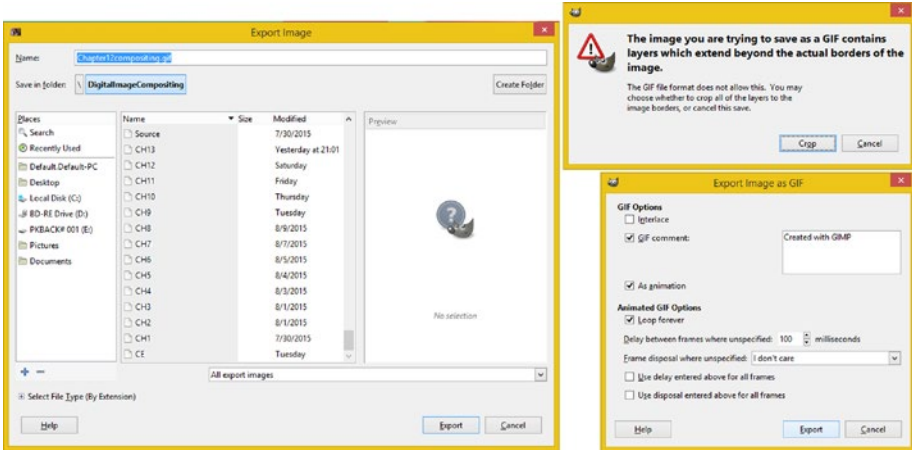 Export Image
Name:
Chapter12compositing.gif
Save in folder:
\
DigitalImageCompositing
Create Folder
Places
Search
Recently Used
Default.Default-PC
Desktop
Local Disk (C:)
BD-RE Drive (D:)
PKBACK# 001 (E:)
Pictures
Documents
Name Size Modified
Source 7/30/2015
CH13 Yesterday at 21:01
CH12 Saturday
CH11 Friday
CH10 Thursday
CH9 Tuesday
CH8 8/9/2015
CH7 8/7/2015
CH6 8/5/2015
CH5 8/4/2015
CH4 8/3/2015
CH3 8/1/2015
CH2 8/1/2015
CH1 7/30/2015
CE Tuesday
Preview
No selection
All export images
Select File Type (By Extension)
Help
Export
Cancel
The image you are trying to save as a GIF contains
layers which extend beyond the actual borders of the
image.
The GIF file format does not allow this. You may
choose whether to crop all of the layers to the
image borders, or cancel this save.
Crop
Cancel
Export Image as GIF
GIF Options
Interlace
GIF comment:
Created with GIMP
As animation
Animated GIF Options
Loop forever
Delay between frames where unspecified: 100 milliseconds
Frame disposal where unspecified: I don't care
Use delay entered above for all frames
Use disposal entered above for all frames
Help
Export
Cancel